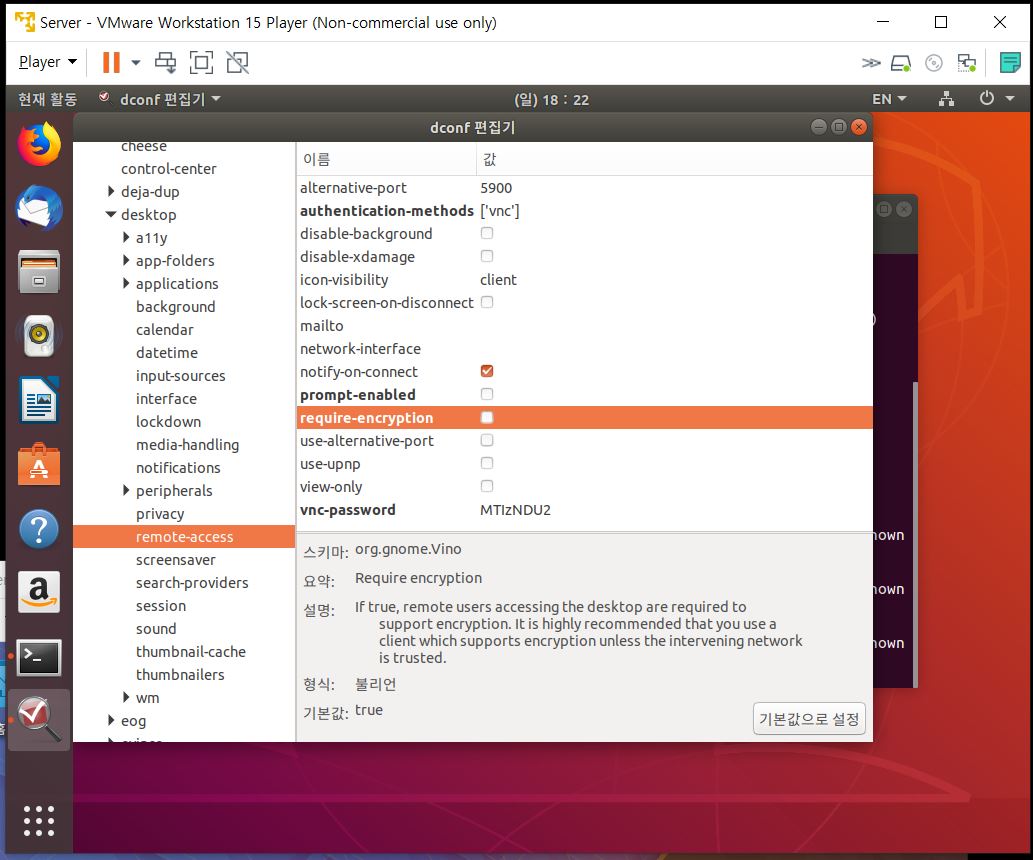 Server - VMware Workstation 15 Player (Non-commercial use only)
Player
현재 활동 dconf 편집기 (일) 18 : 22 EN
dconf 편집기
cheese
control-center
deja-dup
desktop
a11y
app-folders
applications
background
calendar
datetime
input-sources
interface
lockdown
media-handling
notifications
peripherals
privacy
remote-access
screensaver
search-providers
session
sound
thumbnail-cache
thumbnailers
wm
eog
이름 값
alternative-port 5900
authentication-methods ['vnc']
disable-background
disable-xdamage
icon-visibility client
lock-screen-on-disconnect
mailto
network-interface
notify-on-connect
prompt-enabled
require-encryption
use-alternative-port
use-upnp
view-only
vnc-password MTIzNDU2
스키마: org.gnome.Vino
요약: Require encryption
설명: If true, remote users accessing the desktop are required to
support encryption. It is highly recommended that you use a
client which supports encryption unless the intervening network
is trusted.
형식: 불리언
기본값: true
기본값으로 설정
)
nown
nown
nown